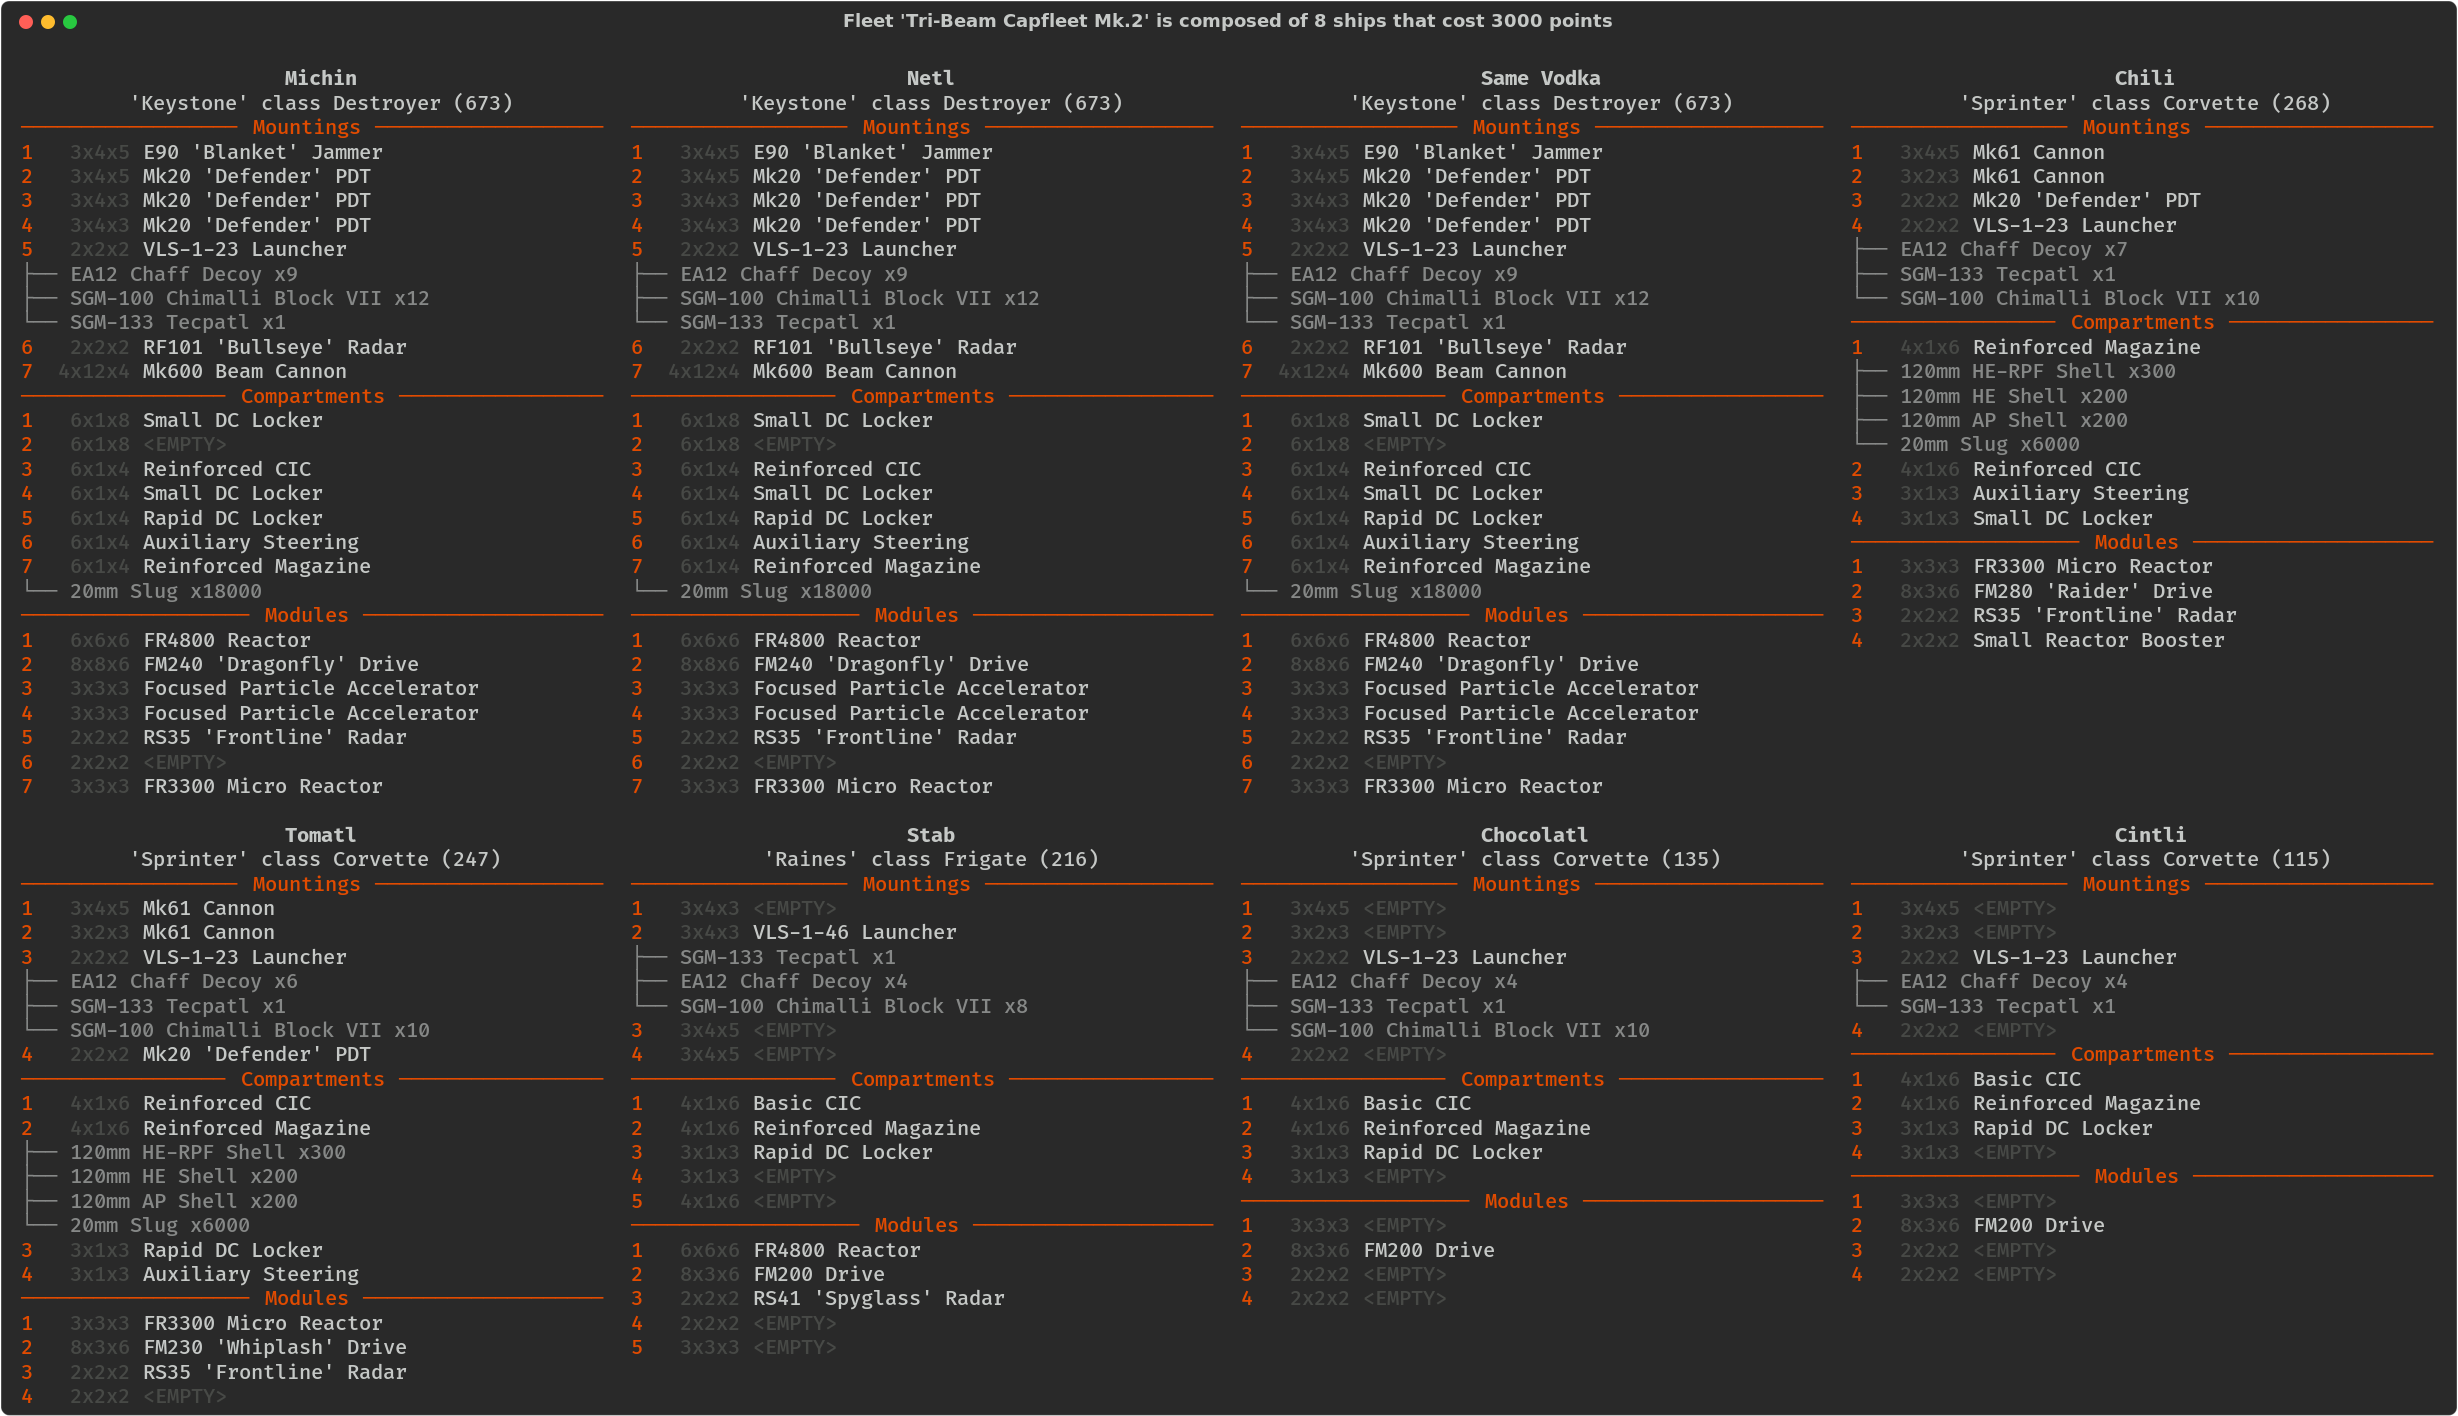 Fleet 'Tri-Beam Capfleet Mk.2' is composed of 8 ships that cost 3000 points
Michin
'Keystone' class Destroyer (673)
Mountings
1 3x4x5 E90 'Blanket' Jammer
2 3x4x5 Mk20 'Defender' PDT
3 3x4x3 Mk20 'Defender' PDT
4 3x4x3 Mk20 'Defender' PDT
5 2x2x2 VLS-1-23 Launcher
EA12 Chaff Decoy x9
SGM-100 Chimalli Block VII x12
SGM-133 Tecpatl x1
6 2x2x2 RF101 'Bullseye' Radar
7 4x12x4 Mk600 Beam Cannon
Compartments
1 6x1x8 Small DC Locker
2 6x1x8 <EMPTY>
3 6x1x4 Reinforced CIC
4 6x1x4 Small DC Locker
5 6x1x4 Rapid DC Locker
6 6x1x4 Auxiliary Steering
7 6x1x4 Reinforced Magazine
20mm Slug x18000
Modules
1 6x6x6 FR4800 Reactor
2 8x8x6 FM240 'Dragonfly' Drive
3 3x3x3 Focused Particle Accelerator
4 3x3x3 Focused Particle Accelerator
5 2x2x2 RS35 'Frontline' Radar
6 2x2x2 <EMPTY>
7 3x3x3 FR3300 Micro Reactor
Netl
'Keystone' class Destroyer (673)
Mountings
1 3x4x5 E90 'Blanket' Jammer
2 3x4x5 Mk20 'Defender' PDT
3 3x4x3 Mk20 'Defender' PDT
4 3x4x3 Mk20 'Defender' PDT
5 2x2x2 VLS-1-23 Launcher
EA12 Chaff Decoy x9
SGM-100 Chimalli Block VII x12
SGM-133 Tecpatl x1
6 2x2x2 RF101 'Bullseye' Radar
7 4x12x4 Mk600 Beam Cannon
Compartments
1 6x1x8 Small DC Locker
2 6x1x8 <EMPTY>
3 6x1x4 Reinforced CIC
4 6x1x4 Small DC Locker
5 6x1x4 Rapid DC Locker
6 6x1x4 Auxiliary Steering
7 6x1x4 Reinforced Magazine
20mm Slug x18000
Modules
1 6x6x6 FR4800 Reactor
2 8x8x6 FM240 'Dragonfly' Drive
3 3x3x3 Focused Particle Accelerator
4 3x3x3 Focused Particle Accelerator
5 2x2x2 RS35 'Frontline' Radar
6 2x2x2 <EMPTY>
7 3x3x3 FR3300 Micro Reactor
Same Vodka
'Keystone' class Destroyer (673)
Mountings
1 3x4x5 E90 'Blanket' Jammer
2 3x4x5 Mk20 'Defender' PDT
3 3x4x3 Mk20 'Defender' PDT
4 3x4x3 Mk20 'Defender' PDT
5 2x2x2 VLS-1-23 Launcher
EA12 Chaff Decoy x9
SGM-100 Chimalli Block VII x12
SGM-133 Tecpatl x1
6 2x2x2 RF101 'Bullseye' Radar
7 4x12x4 Mk600 Beam Cannon
Compartments
1 6x1x8 Small DC Locker
2 6x1x8 <EMPTY>
3 6x1x4 Reinforced CIC
4 6x1x4 Small DC Locker
5 6x1x4 Rapid DC Locker
6 6x1x4 Auxiliary Steering
7 6x1x4 Reinforced Magazine
20mm Slug x18000
Modules
1 6x6x6 FR4800 Reactor
2 8x8x6 FM240 'Dragonfly' Drive
3 3x3x3 Focused Particle Accelerator
4 3x3x3 Focused Particle Accelerator
5 2x2x2 RS35 'Frontline' Radar
6 2x2x2 <EMPTY>
7 3x3x3 FR3300 Micro Reactor
Chili
'Sprinter' class Corvette (268)
Mountings
1 3x4x5 Mk61 Cannon
2 3x2x3 Mk61 Cannon
3 2x2x2 Mk20 'Defender' PDT
4 2x2x2 VLS-1-23 Launcher
EA12 Chaff Decoy x7
SGM-133 Tecpatl x1
SGM-100 Chimalli Block VII x10
Compartments
1 4x1x6 Reinforced Magazine
120mm HE-RPF Shell x300
120mm HE Shell x200
120mm AP Shell x200
20mm Slug x6000
2 4x1x6 Reinforced CIC
3 3x1x3 Auxiliary Steering
4 3x1x3 Small DC Locker
Modules
1 3x3x3 FR3300 Micro Reactor
2 8x3x6 FM280 'Raider' Drive
3 2x2x2 RS35 'Frontline' Radar
4 2x2x2 Small Reactor Booster
Tomatl
'Sprinter' class Corvette (247)
Mountings
1 3x4x5 Mk61 Cannon
2 3x2x3 Mk61 Cannon
3 2x2x2 VLS-1-23 Launcher
EA12 Chaff Decoy x6
SGM-133 Tecpatl x1
SGM-100 Chimalli Block VII x10
4 2x2x2 Mk20 'Defender' PDT
Compartments
1 4x1x6 Reinforced CIC
2 4x1x6 Reinforced Magazine
120mm HE-RPF Shell x300
120mm HE Shell x200
120mm AP Shell x200
20mm Slug x6000
3 3x1x3 Rapid DC Locker
4 3x1x3 Auxiliary Steering
Modules
1 3x3x3 FR3300 Micro Reactor
2 8x3x6 FM230 'Whiplash' Drive
3 2x2x2 RS35 'Frontline' Radar
4 2x2x2 <EMPTY>
Stab
'Raines' class Frigate (216)
Mountings
1 3x4x3 <EMPTY>
2 3x4x3 VLS-1-46 Launcher
SGM-133 Tecpatl x1
EA12 Chaff Decoy x4
SGM-100 Chimalli Block VII x8
3 3x4x5 <EMPTY>
4 3x4x5 <EMPTY>
Compartments
1 4x1x6 Basic CIC
2 4x1x6 Reinforced Magazine
3 3x1x3 Rapid DC Locker
4 3x1x3 <EMPTY>
5 4x1x6 <EMPTY>
Modules
1 6x6x6 FR4800 Reactor
2 8x3x6 FM200 Drive
3 2x2x2 RS41 'Spyglass' Radar
4 2x2x2 <EMPTY>
5 3x3x3 <EMPTY>
Chocolatl
'Sprinter' class Corvette (135)
Mountings
1 3x4x5 <EMPTY>
2 3x2x3 <EMPTY>
3 2x2x2 VLS-1-23 Launcher
EA12 Chaff Decoy x4
SGM-133 Tecpatl x1
SGM-100 Chimalli Block VII x10
4 2x2x2 <EMPTY>
Compartments
1 4x1x6 Basic CIC
2 4x1x6 Reinforced Magazine
3 3x1x3 Rapid DC Locker
4 3x1x3 <EMPTY>
Modules
1 3x3x3 <EMPTY>
2 8x3x6 FM200 Drive
3 2x2x2 <EMPTY>
4 2x2x2 <EMPTY>
Cintli
'Sprinter' class Corvette (115)
Mountings
1 3x4x5 <EMPTY>
2 3x2x3 <EMPTY>
3 2x2x2 VLS-1-23 Launcher
EA12 Chaff Decoy x4
SGM-133 Tecpatl x1
4 2x2x2 <EMPTY>
Compartments
1 4x1x6 Basic CIC
2 4x1x6 Reinforced Magazine
3 3x1x3 Rapid DC Locker
4 3x1x3 <EMPTY>
Modules
1 3x3x3 <EMPTY>
2 8x3x6 FM200 Drive
3 2x2x2 <EMPTY>
4 2x2x2 <EMPTY>